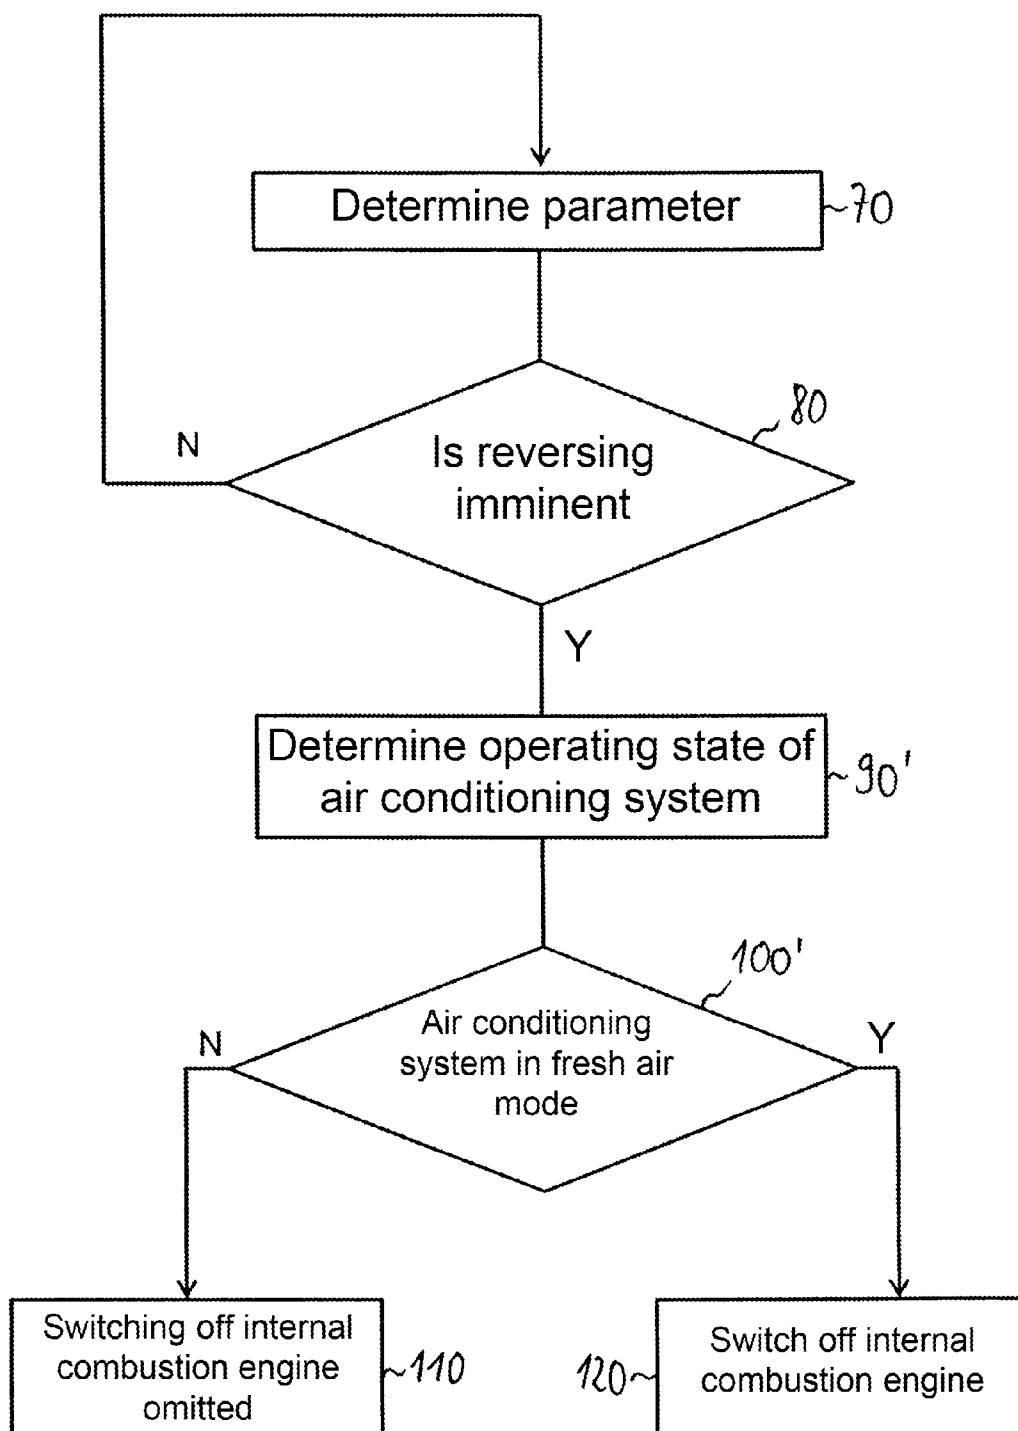 Determine parameter
70
80
N
Is reversing
imminent
Y
Determine operating state of
air conditioning system
90'
100'
N
Air conditioning
system in fresh air
mode
Y
Switching off internal
combustion engine
omitted
110
120
Switch off internal
combustion engine